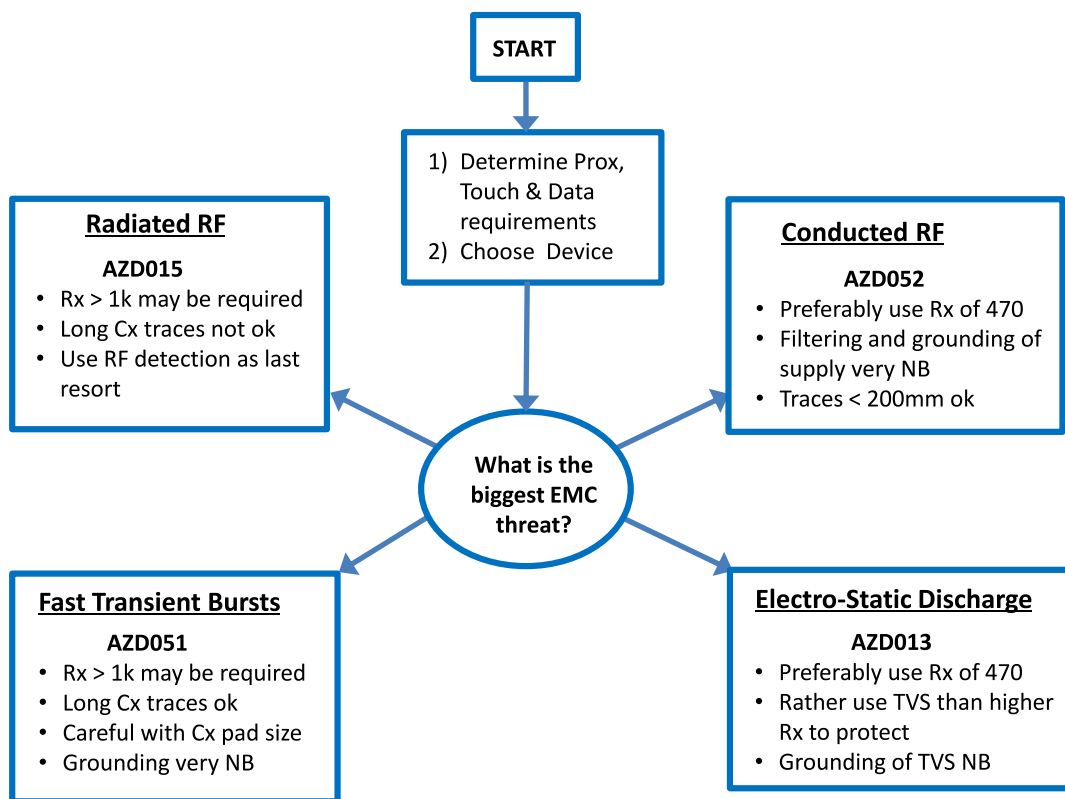 START
1) Determine Prox,
Touch & Data
requirements
2) Choose Device
Radiated RF
AZD015
• Rx > 1k may be required
• Long Cx traces not ok
• Use RF detection as last
resort
Conducted RF
AZD052
• Preferably use Rx of 470
• Filtering and grounding of
supply very NB
• Traces < 200mm ok
What is the
biggest EMC
threat?
Fast Transient Bursts
AZD051
• Rx > 1k may be required
• Long Cx traces ok
• Careful with Cx pad size
• Grounding very NB
Electro-Static Discharge
AZD013
• Preferably use Rx of 470
• Rather use TVS than higher
Rx to protect
• Grounding of TVS NB